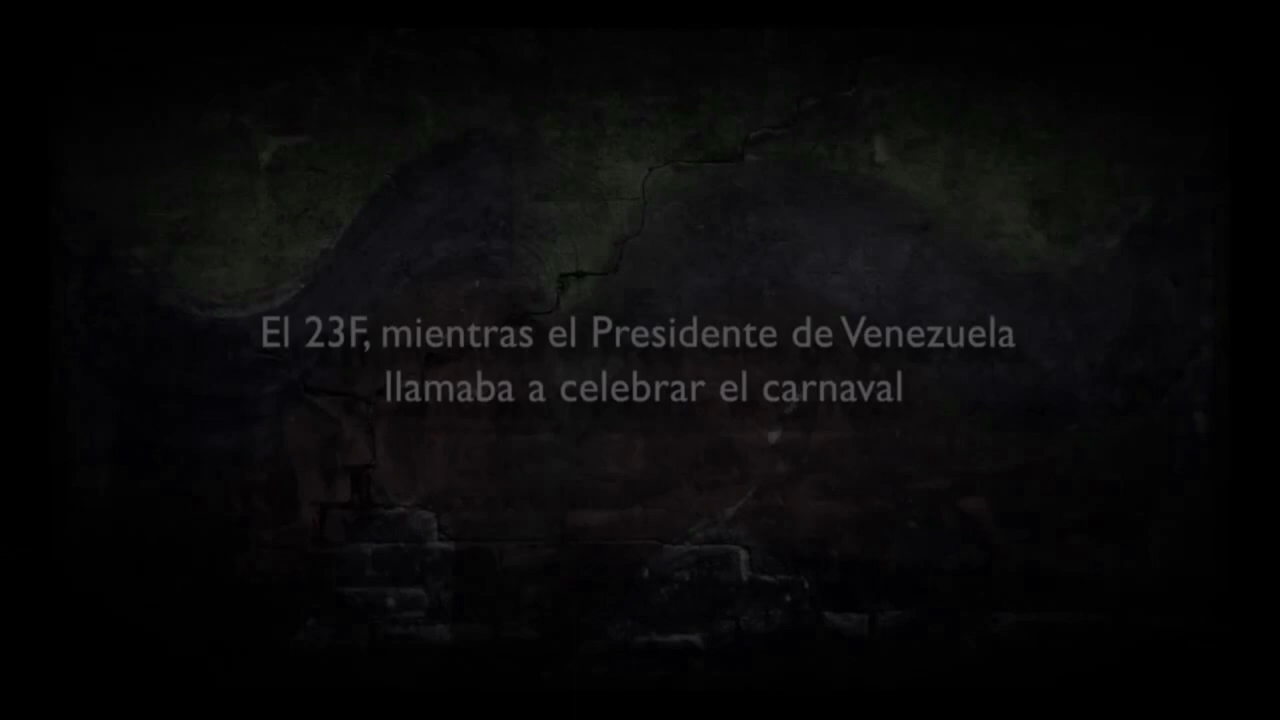 El 23F, mientras el Presidente de Venezuela
llamaba a celebrar el carnaval